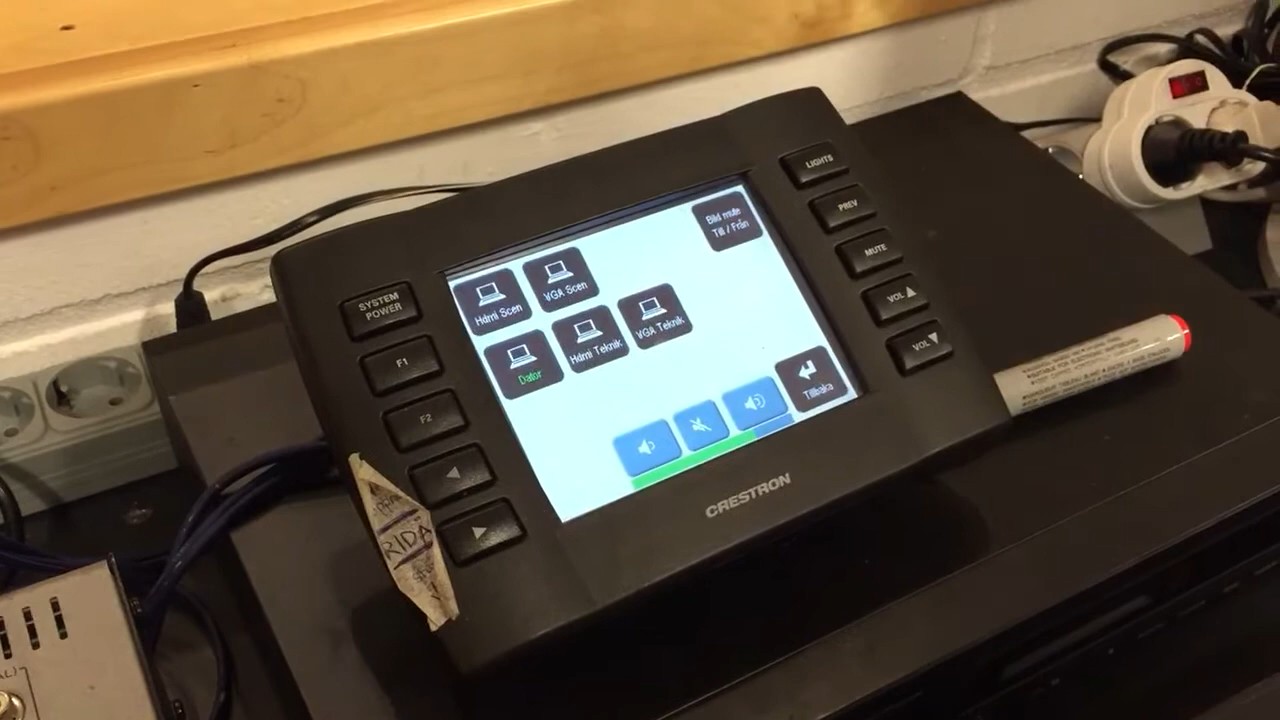 SYSTEM
POWER
F1
F2
Hdmi Scen
VGA Scen
Bild mute
Till / Från
Dator
Hdmi Teknik
VGA Teknik
Tillbaka
LIGHTS
PREV
MUTE
VOL
VOL
CRESTRON
RIDA